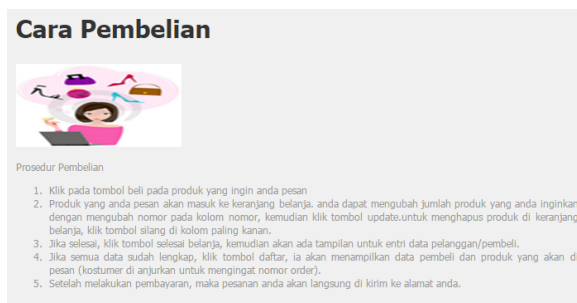 Cara Pembelian
Prosedur Pembelian
1. Klik pada tombol beli pada produk yang ingin anda pesan
2. Produk yang anda pesan akan masuk ke keranjang belanja. anda dapat mengubah jumlah produk yang anda inginkan
dengan mengubah nomor pada kolom nomor, kemudian klik tombol update.untuk menghapus produk di keranjang
belanja, klik tombol silang di kolom paling kanan.
3. Jika selesai, klik tombol selesai belanja, kemudian akan ada tampilan untuk entri data pelanggan/pembeli.
4. Jika semua data sudah lengkap, klik tombol daftar, ia akan menampilkan data pembeli dan produk yang akan di
pesan (kostumer di anjurkan untuk mengingat nomor order).
5. Setelah melakukan pembayaran, maka pesanan anda akan langsung di kirim ke alamat anda.